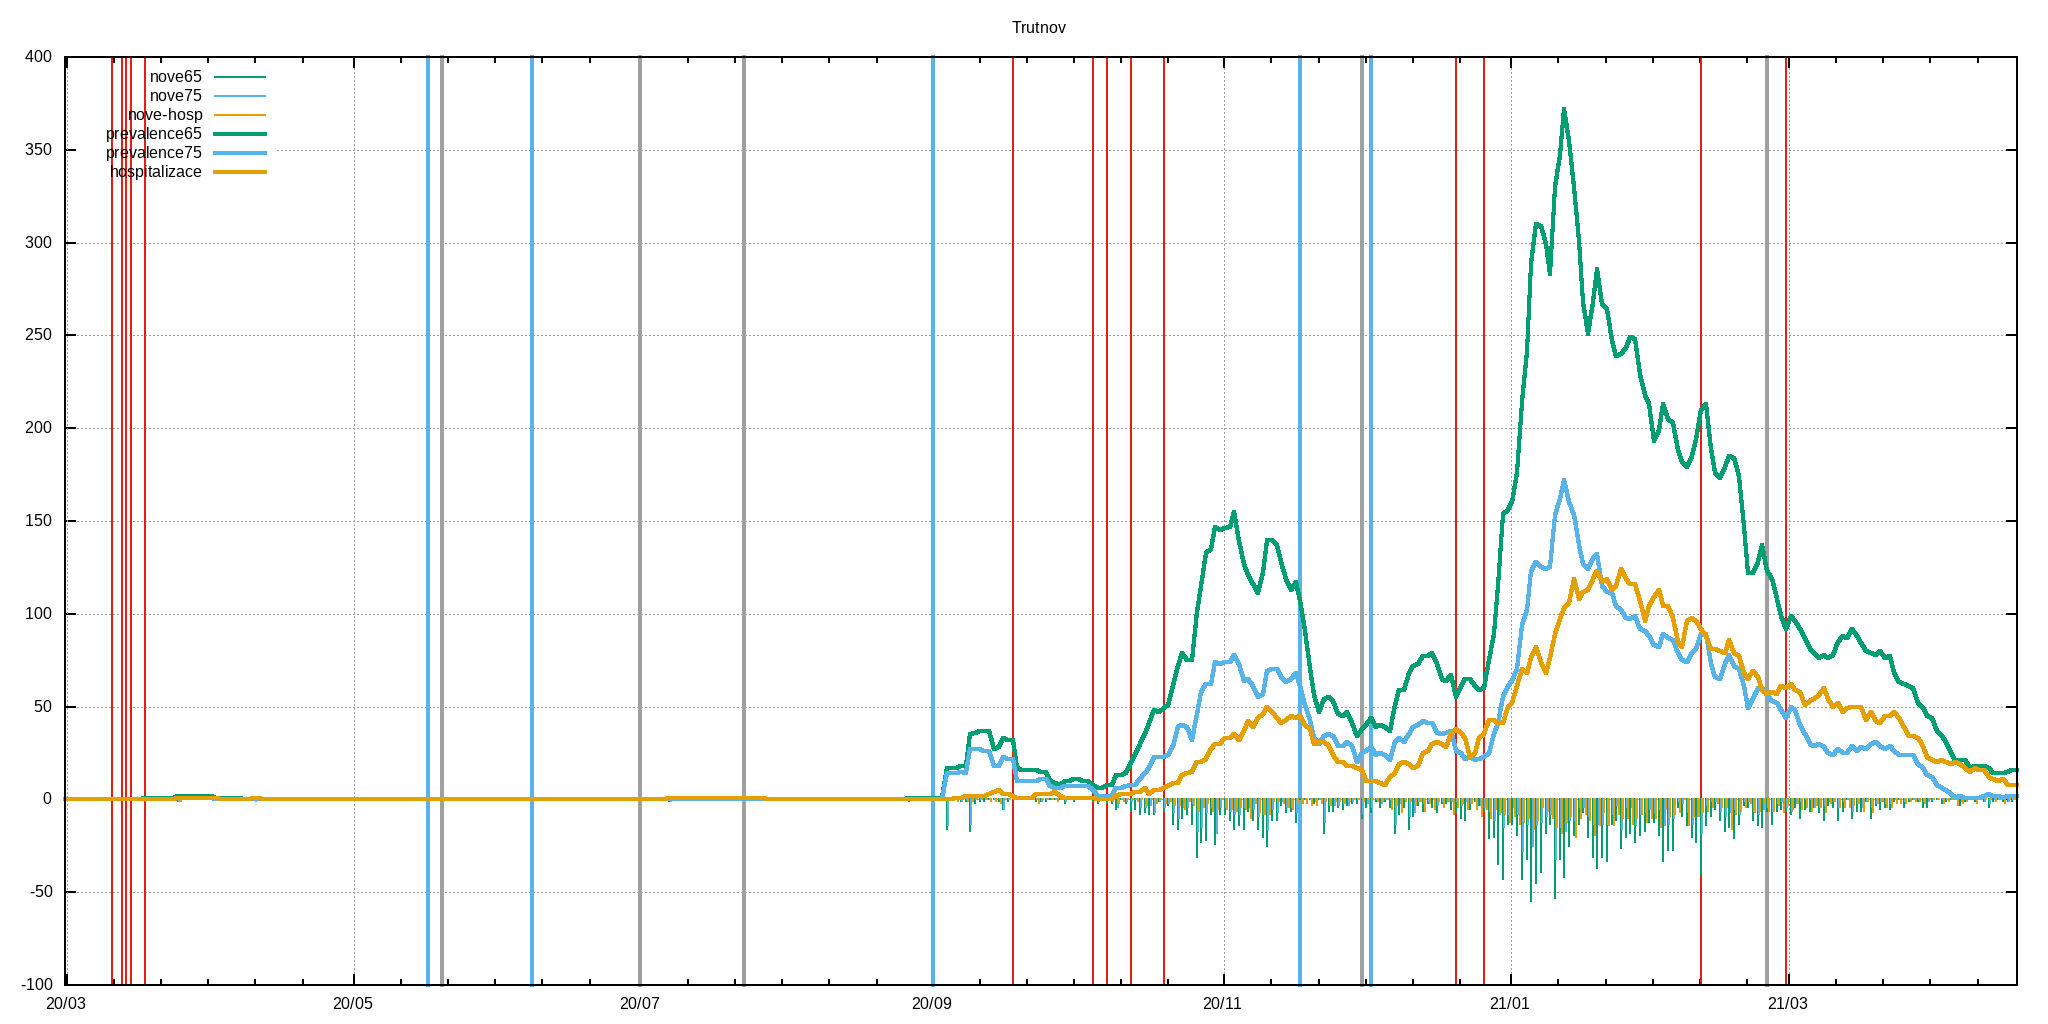 Trutnov
400
350
300
250
200
150
100
50
0
-50
-100
nove65
nove75
nove-hosp
prevalence65
prevalence75
hospitalizace
20/03 20/05 20/07 20/09 20/11 21/01 21/03